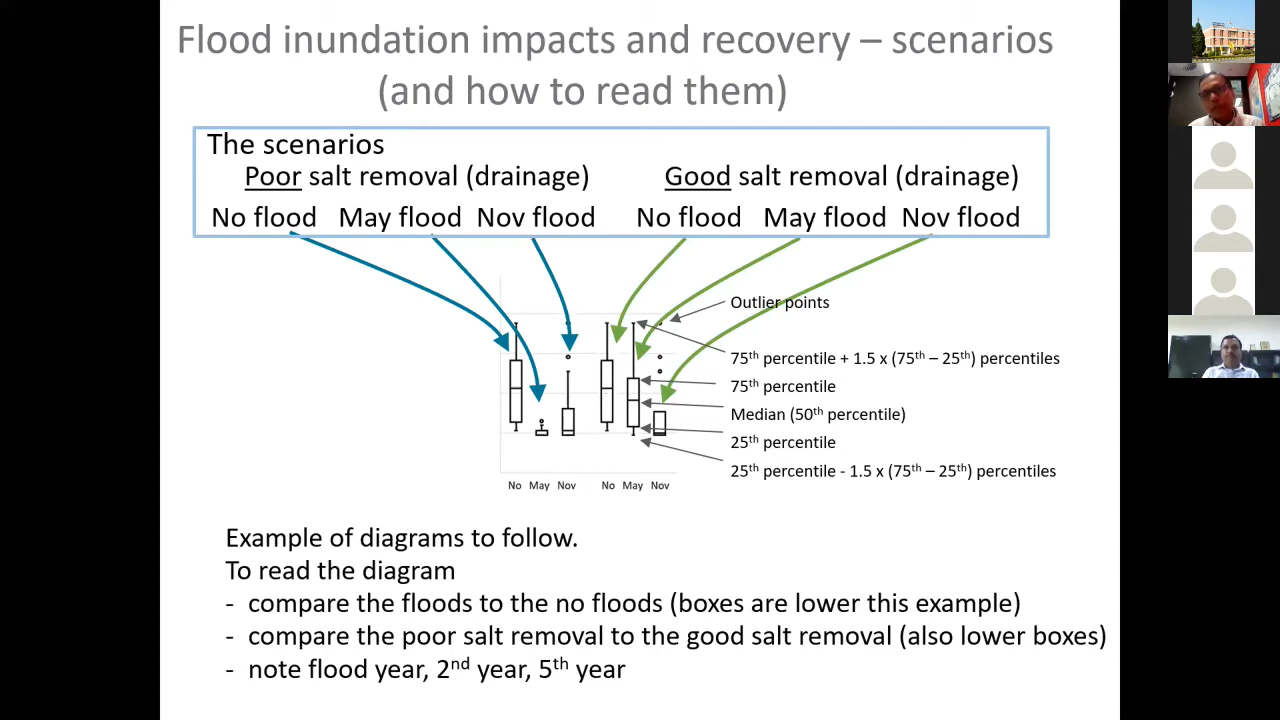 Flood inundation impacts and recovery – scenarios
(and how to read them)
The scenarios
Poor salt removal (drainage)
Good salt removal (drainage)
No flood May flood Nov flood
No flood May flood Nov flood
Outlier points
75th percentile + 1.5 x (75th – 25th) percentiles
75th percentile
Median (50th percentile)
25th percentile
25th percentile - 1.5 x (75th – 25th) percentiles
No May Nov No May Nov
Example of diagrams to follow.
To read the diagram
- compare the floods to the no floods (boxes are lower this example)
- compare the poor salt removal to the good salt removal (also lower boxes)
- note flood year, 2nd year, 5th year